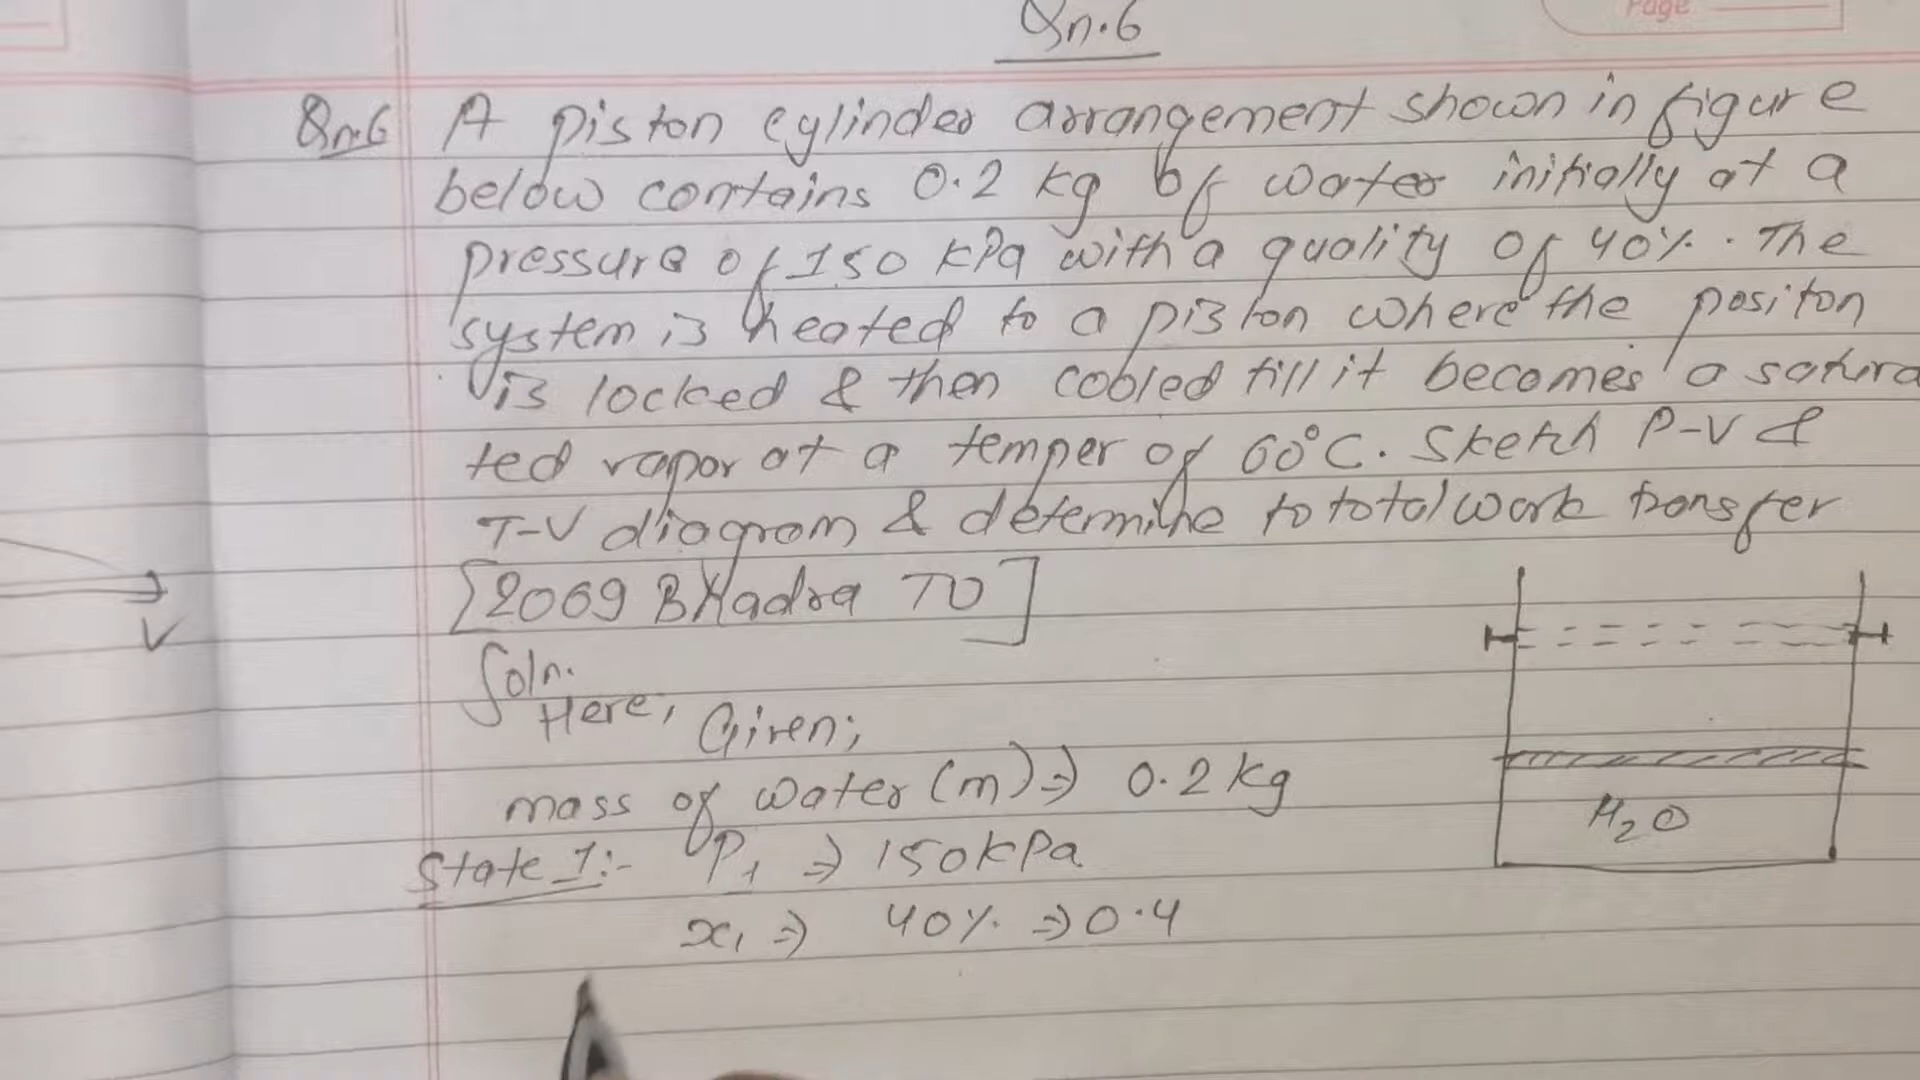 Page
Qn.6
Qn.6 A piston cylinder arrangement shown in figure
below contains 0.2 kg of water initially at a
pressure of 150 kPa with a quality of 40%. The
system is heated to a piston where the positon
is locked & then cooled till it becomes a satura
ted vapor at a temper of 60°C. Sketch P-V &
T-V diagram & determine to total work transfer
[2069 Bhadra TD]
V
Soln.
Here, Given;
mass of water (m) ⇒ 0.2 kg
State 1:- P₁ ⇒ 150kPa
x₁ ⇒ 40% ⇒ 0.4
H₂O